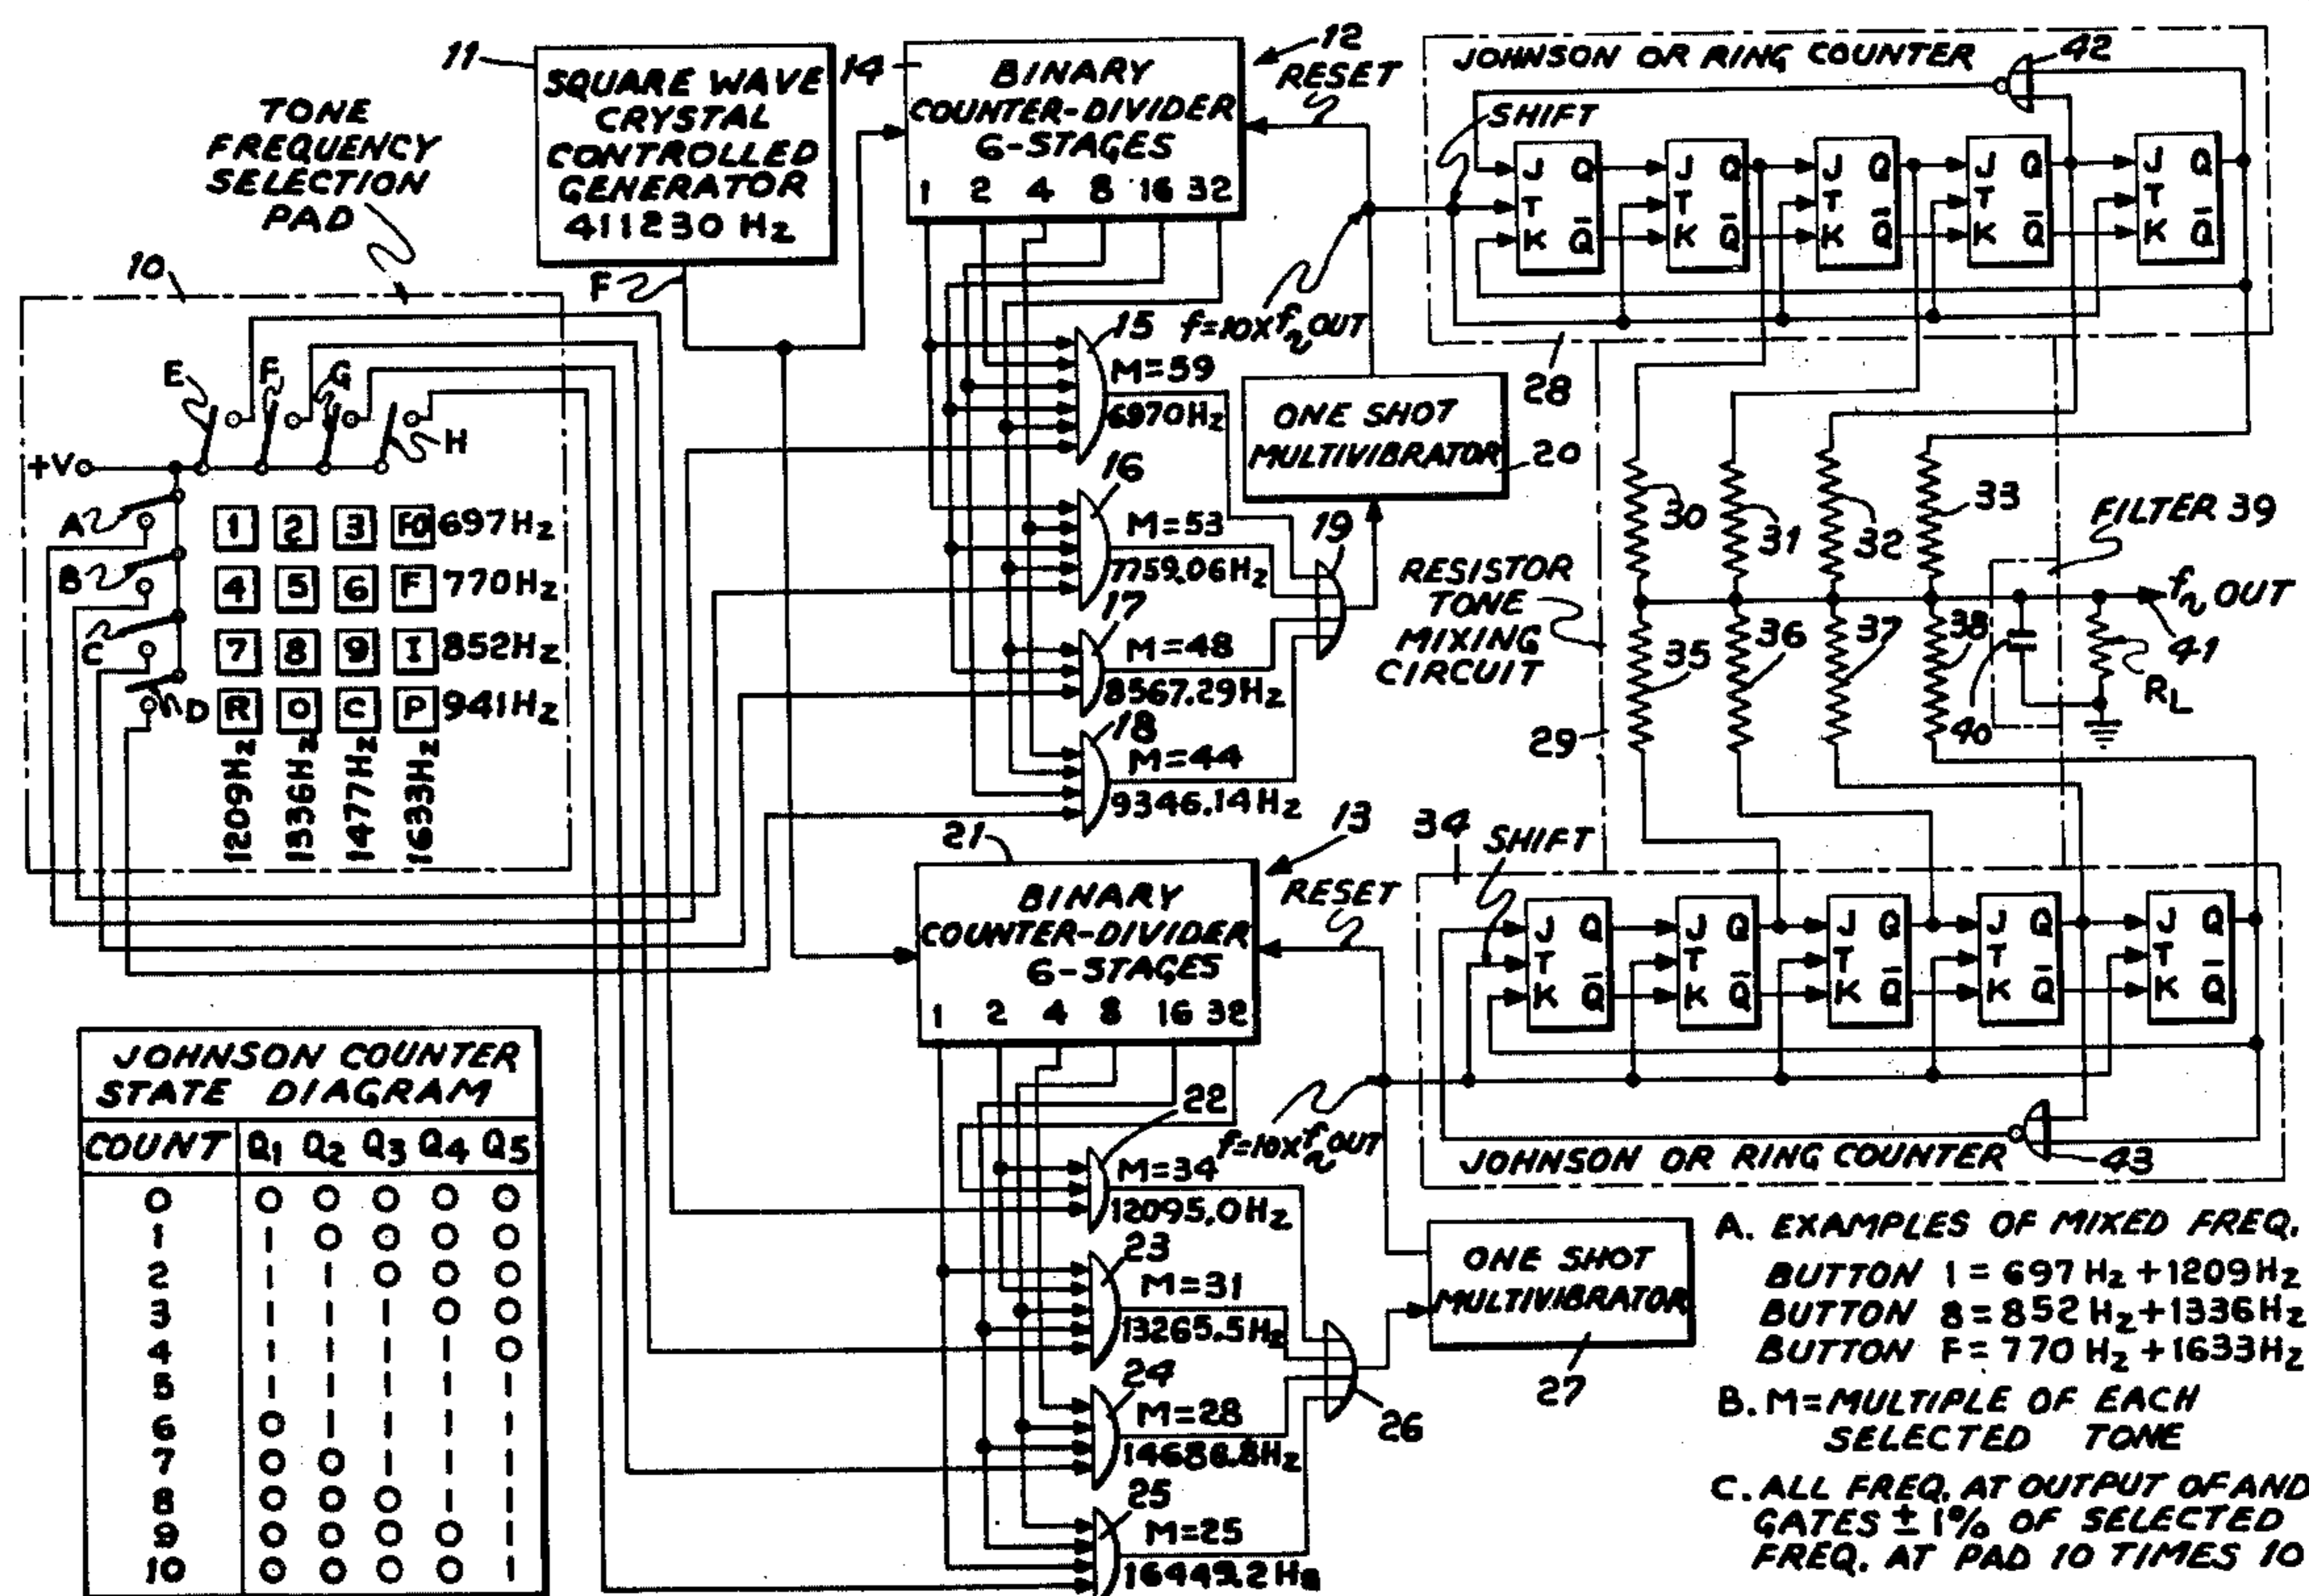 11
SQUARE WAVE
CRYSTAL
CONTROLLED
GENERATOR
411230 Hz
F
TONE
FREQUENCY
SELECTION
PAD
10
E
F
G
H
+V
A
B
C
D
1 2 3 FO 697Hz
4 5 6 F 770Hz
7 8 9 I 852Hz
R O C P 941Hz
1209Hz
1336Hz
1477Hz
1633Hz
14
BINARY
COUNTER-DIVIDER
6-STAGES
1 2 4 8 16 32
12
RESET
15
M=59
6970Hz
16
M=53
7759.06Hz
17
M=48
8567.29Hz
18
M=44
9346.14Hz
19
f=10xf OUT
ONE SHOT
MULTIVIBRATOR
20
JOHNSON OR RING COUNTER
42
SHIFT
J Q J Q J Q J Q J Q
T T T T T
K Q̄ K Q̄ K Q̄ K Q̄ K Q̄
28
30
31
32
33
FILTER 39
RESISTOR
TONE
MIXING
CIRCUIT
f OUT
41
35
36
37
38
40
RL
29
21
BINARY
COUNTER-DIVIDER
6-STAGES
1 2 4 8 16 32
13
RESET
34
SHIFT
J Q J Q J Q J Q J Q
T T T T T
K Q̄ K Q̄ K Q̄ K Q̄ K Q̄
JOHNSON OR RING COUNTER
43
f=10xf OUT
22
M=34
12095.0Hz
23
M=31
13265.5Hz
24
M=28
14686.8Hz
25
M=25
16449.2Hz
26
ONE SHOT
MULTIVIBRATOR
27
JOHNSON COUNTER
STATE DIAGRAM
COUNT Q1 Q2 Q3 Q4 Q5
0 0 0 0 0 0
1 1 0 0 0 0
2 1 1 0 0 0
3 1 1 1 0 0
4 1 1 1 1 0
5 1 1 1 1 1
6 0 1 1 1 1
7 0 0 1 1 1
8 0 0 0 1 1
9 0 0 0 0 1
10 0 0 0 0 1
A. EXAMPLES OF MIXED FREQ.
BUTTON 1 = 697 Hz + 1209Hz
BUTTON 8 = 852 Hz + 1336Hz
BUTTON F = 770 Hz + 1633Hz
B. M = MULTIPLE OF EACH
SELECTED TONE
C. ALL FREQ. AT OUTPUT OF AND
GATES ± 1% OF SELECTED
FREQ. AT PAD 10 TIMES 10